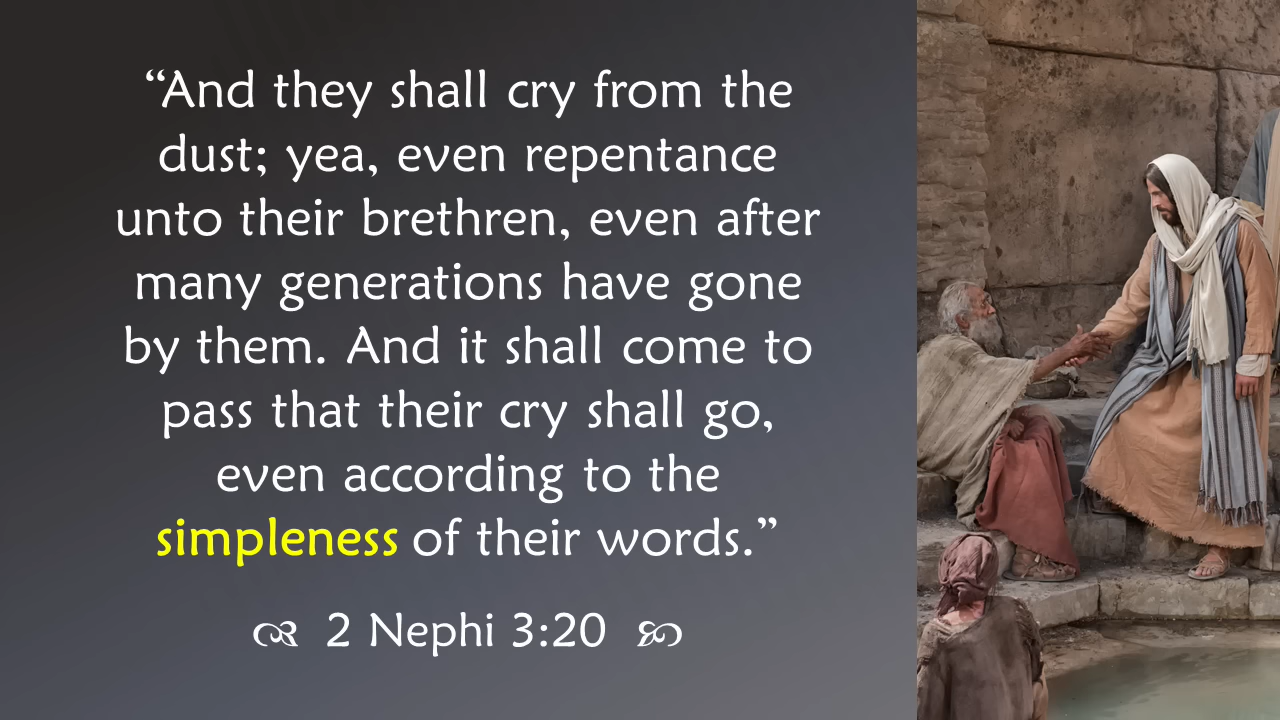 “And they shall cry from the
dust; yea, even repentance
unto their brethren, even after
many generations have gone
by them. And it shall come to
pass that their cry shall go,
even according to the
simpleness of their words.”
2 Nephi 3:20